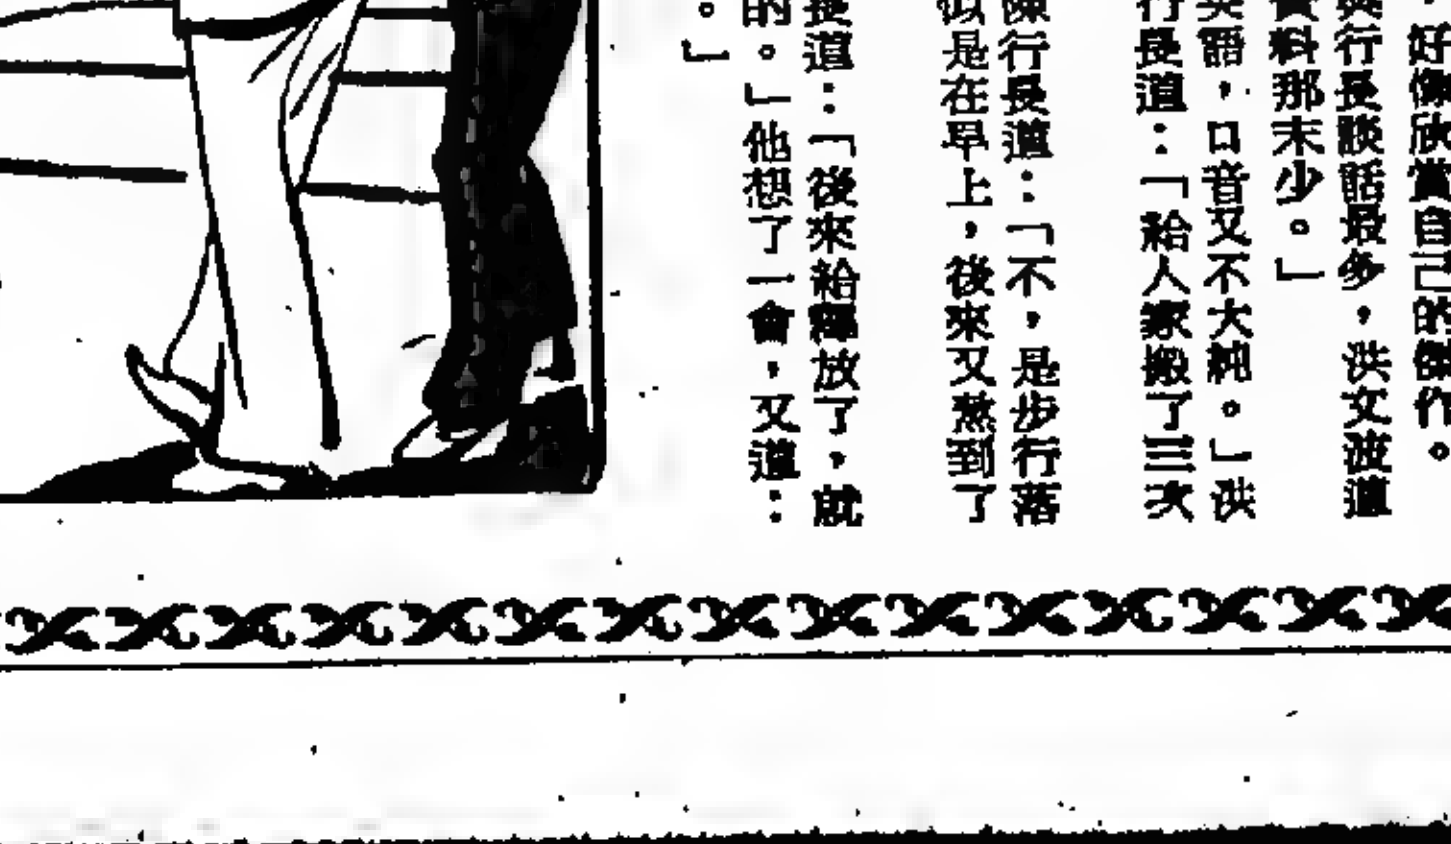 ，好像欣賞自己的傑作。
與行長談話最多，洪文波道
資料那末少。」
英語，口音又不大純。」洪
行長道：「給人家搬了三次
陳行長道：「不，是步行落
似是在早上，後來又熬到了
長道：「後來給釋放了，就
的。」他想了一會，又道：
。」